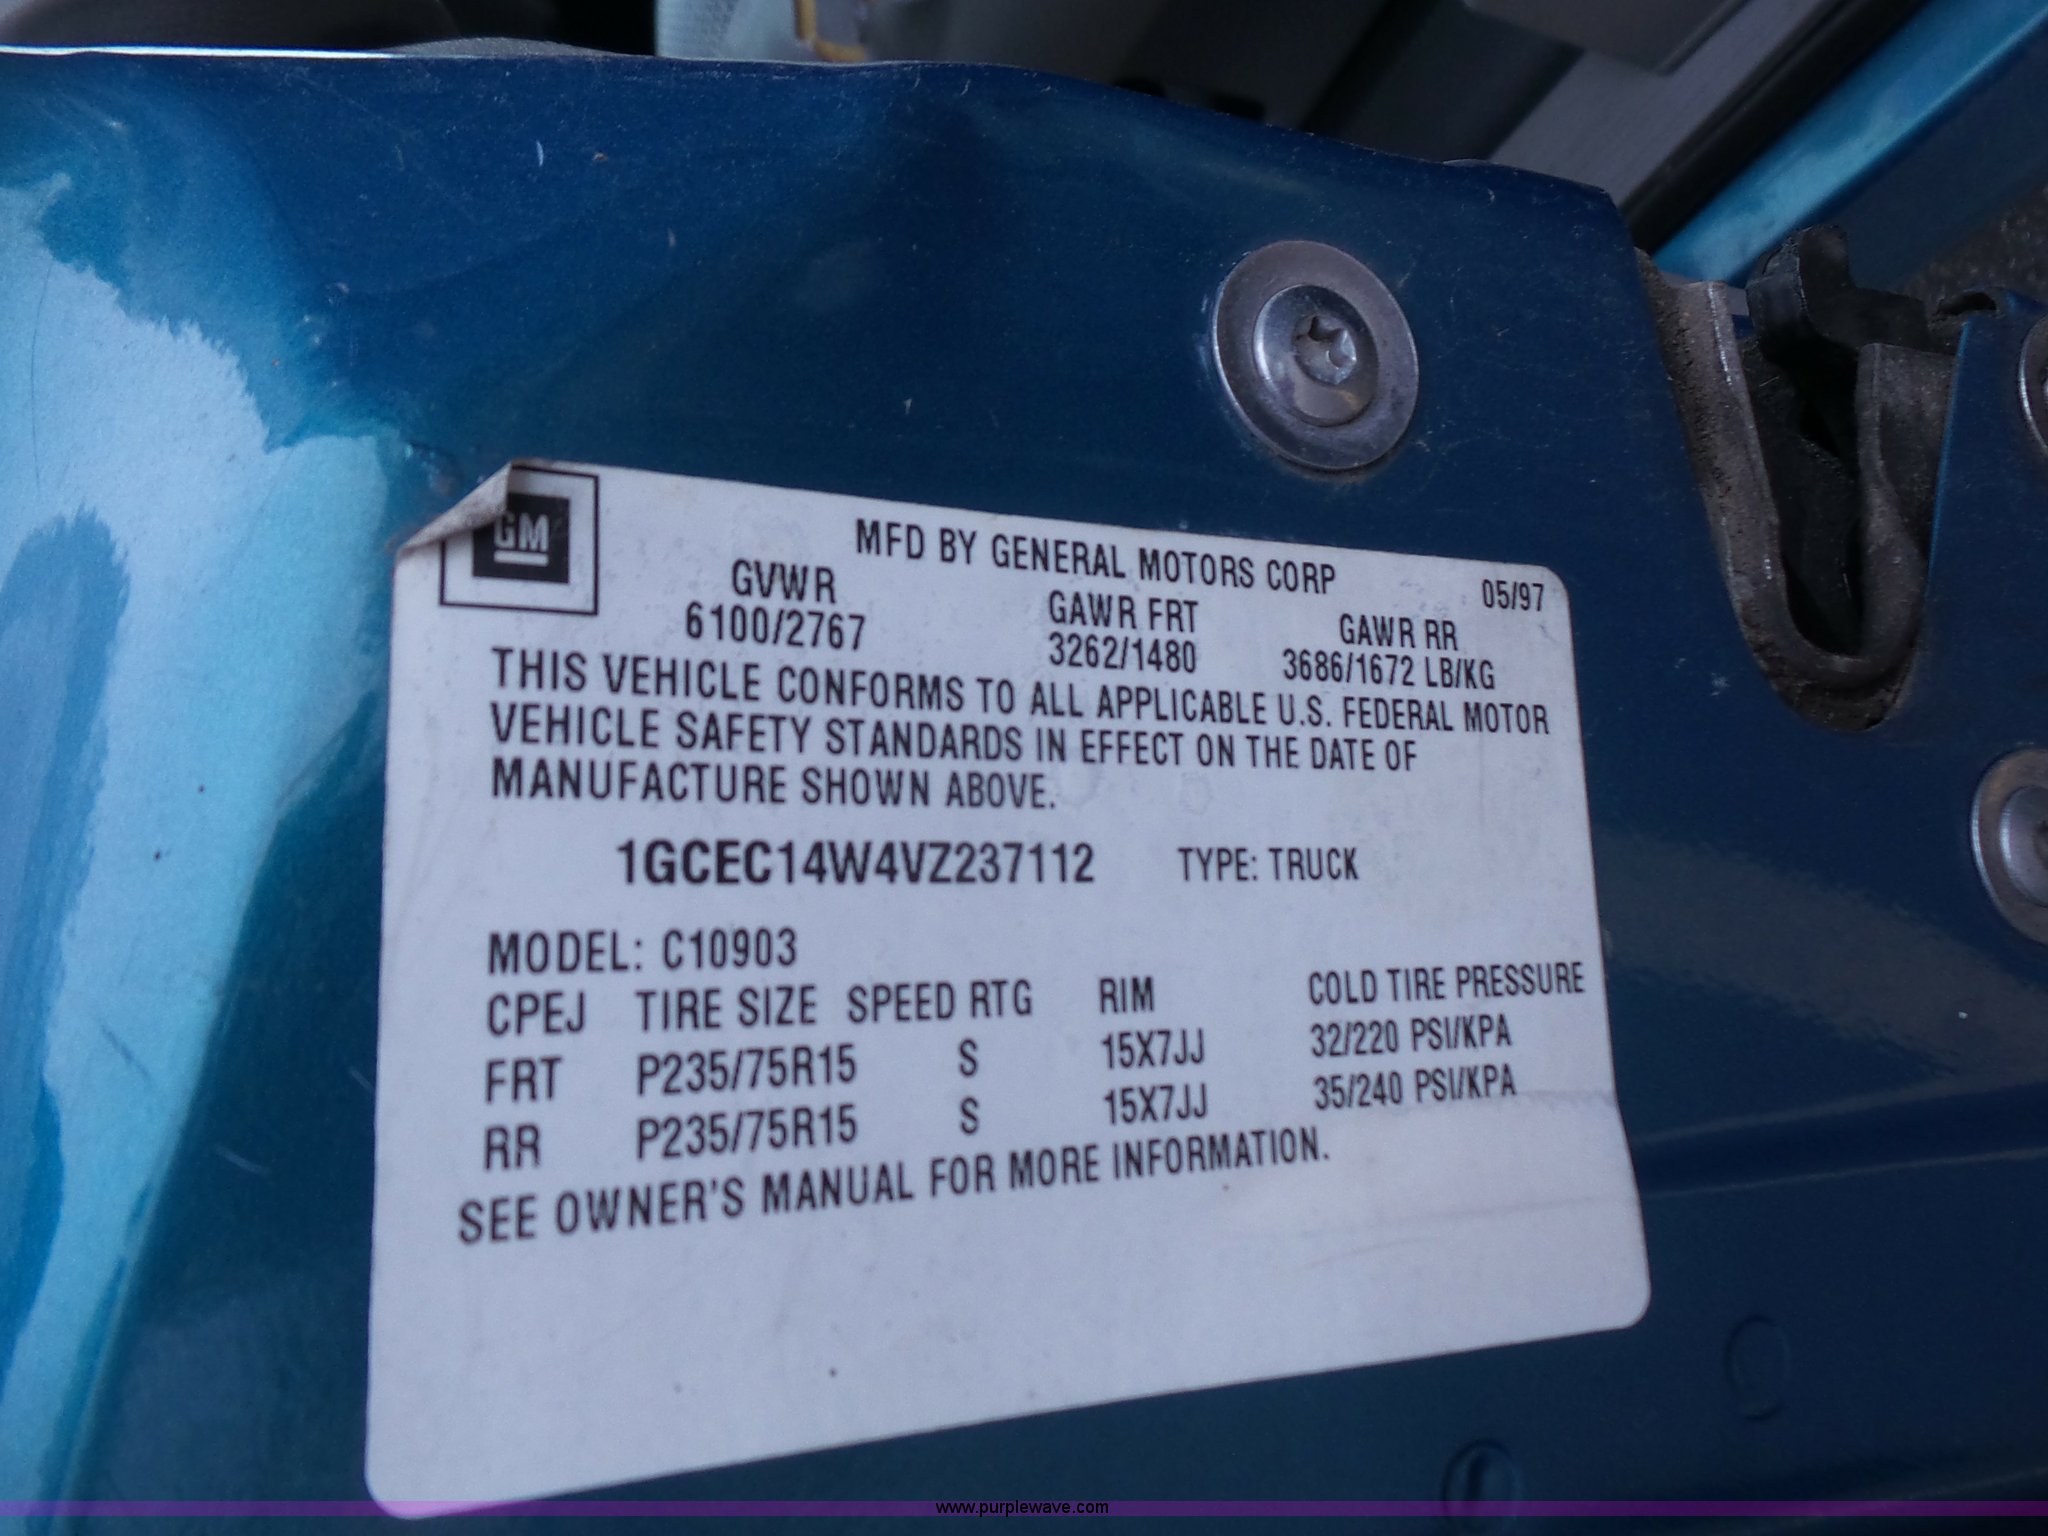 GM
MFD BY GENERAL MOTORS CORP 05/97
GVWR GAWR FRT GAWR RR
6100/2767 3262/1480 3686/1672 LB/KG
THIS VEHICLE CONFORMS TO ALL APPLICABLE U.S. FEDERAL MOTOR
VEHICLE SAFETY STANDARDS IN EFFECT ON THE DATE OF
MANUFACTURE SHOWN ABOVE.
1GCEC14W4VZ237112 TYPE: TRUCK
MODEL: C10903
CPEJ TIRE SIZE SPEED RTG RIM COLD TIRE PRESSURE
FRT P235/75R15 S 15X7JJ 32/220 PSI/KPA
RR P235/75R15 S 15X7JJ 35/240 PSI/KPA
SEE OWNER'S MANUAL FOR MORE INFORMATION.
www.purplewave.com